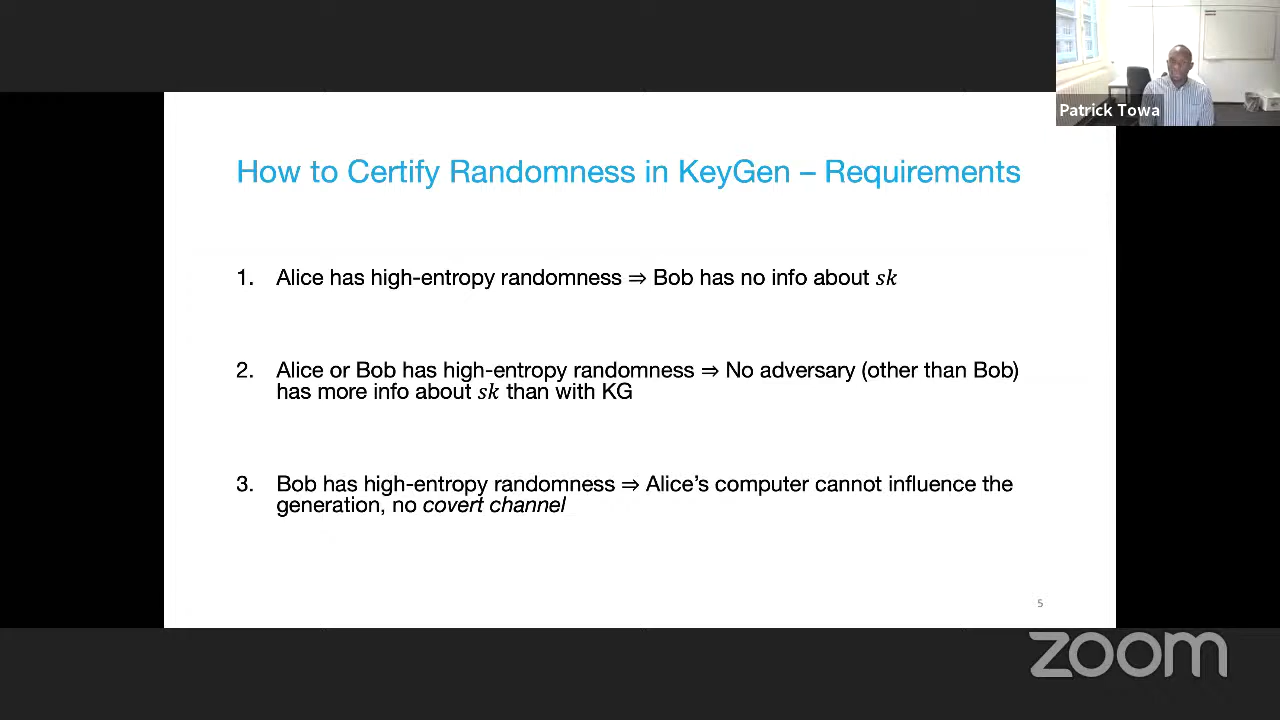 Patrick Towa
How to Certify Randomness in KeyGen – Requirements
1. Alice has high-entropy randomness ⇒ Bob has no info about sk
2. Alice or Bob has high-entropy randomness ⇒ No adversary (other than Bob)
has more info about sk than with KG
3. Bob has high-entropy randomness ⇒ Alice’s computer cannot influence the
generation, no covert channel
5
zoom